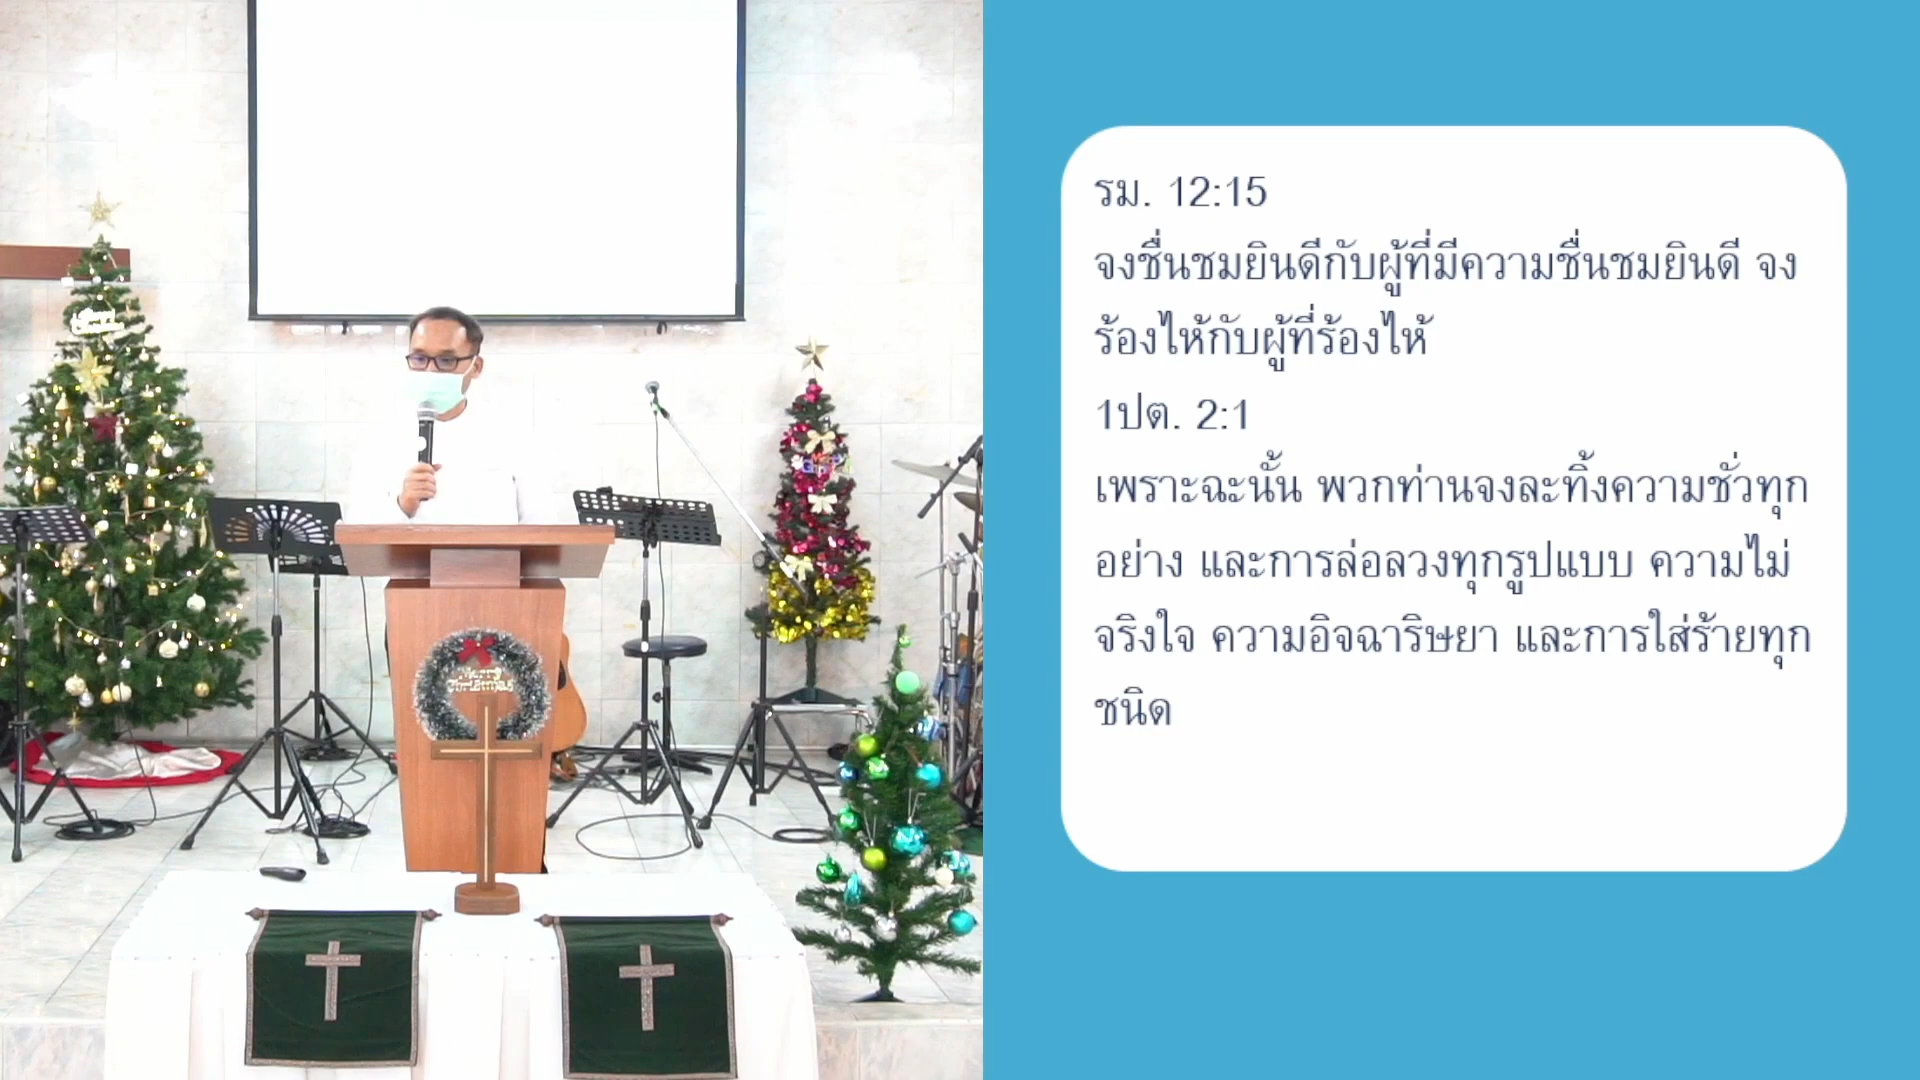 รม. 12:15
จงชื่นชมยินดีกับผู้ที่มีความชื่นชมยินดี จง
ร้องไห้กับผู้ที่ร้องไห้
1ปต. 2:1
เพราะฉะนั้น พวกท่านจงละทิ้งความชั่วทุก
อย่าง และการล่อลวงทุกรูปแบบ ความไม่
จริงใจ ความอิจฉาริษยา และการใส่ร้ายทุก
ชนิด
Merry
Christmas